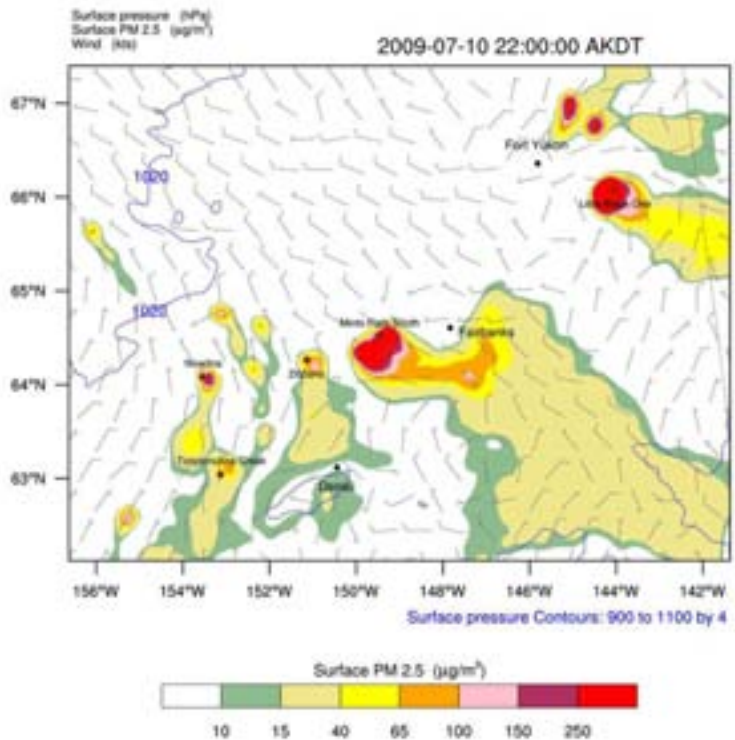 Surface pressure (hPa)
Surface PM 2.5 (µg/m³)
Wind (kts)
2009-07-10 22:00:00 AKDT
67°N
66°N
65°N
64°N
63°N
Fort Yukon
1020
1020
Fairbanks
Denali
156°W 154°W 152°W 150°W 148°W 146°W 144°W 142°W
Surface pressure Contours: 900 to 1100 by 4
Surface PM 2.5 (µg/m³)
10 15 40 65 100 150 250